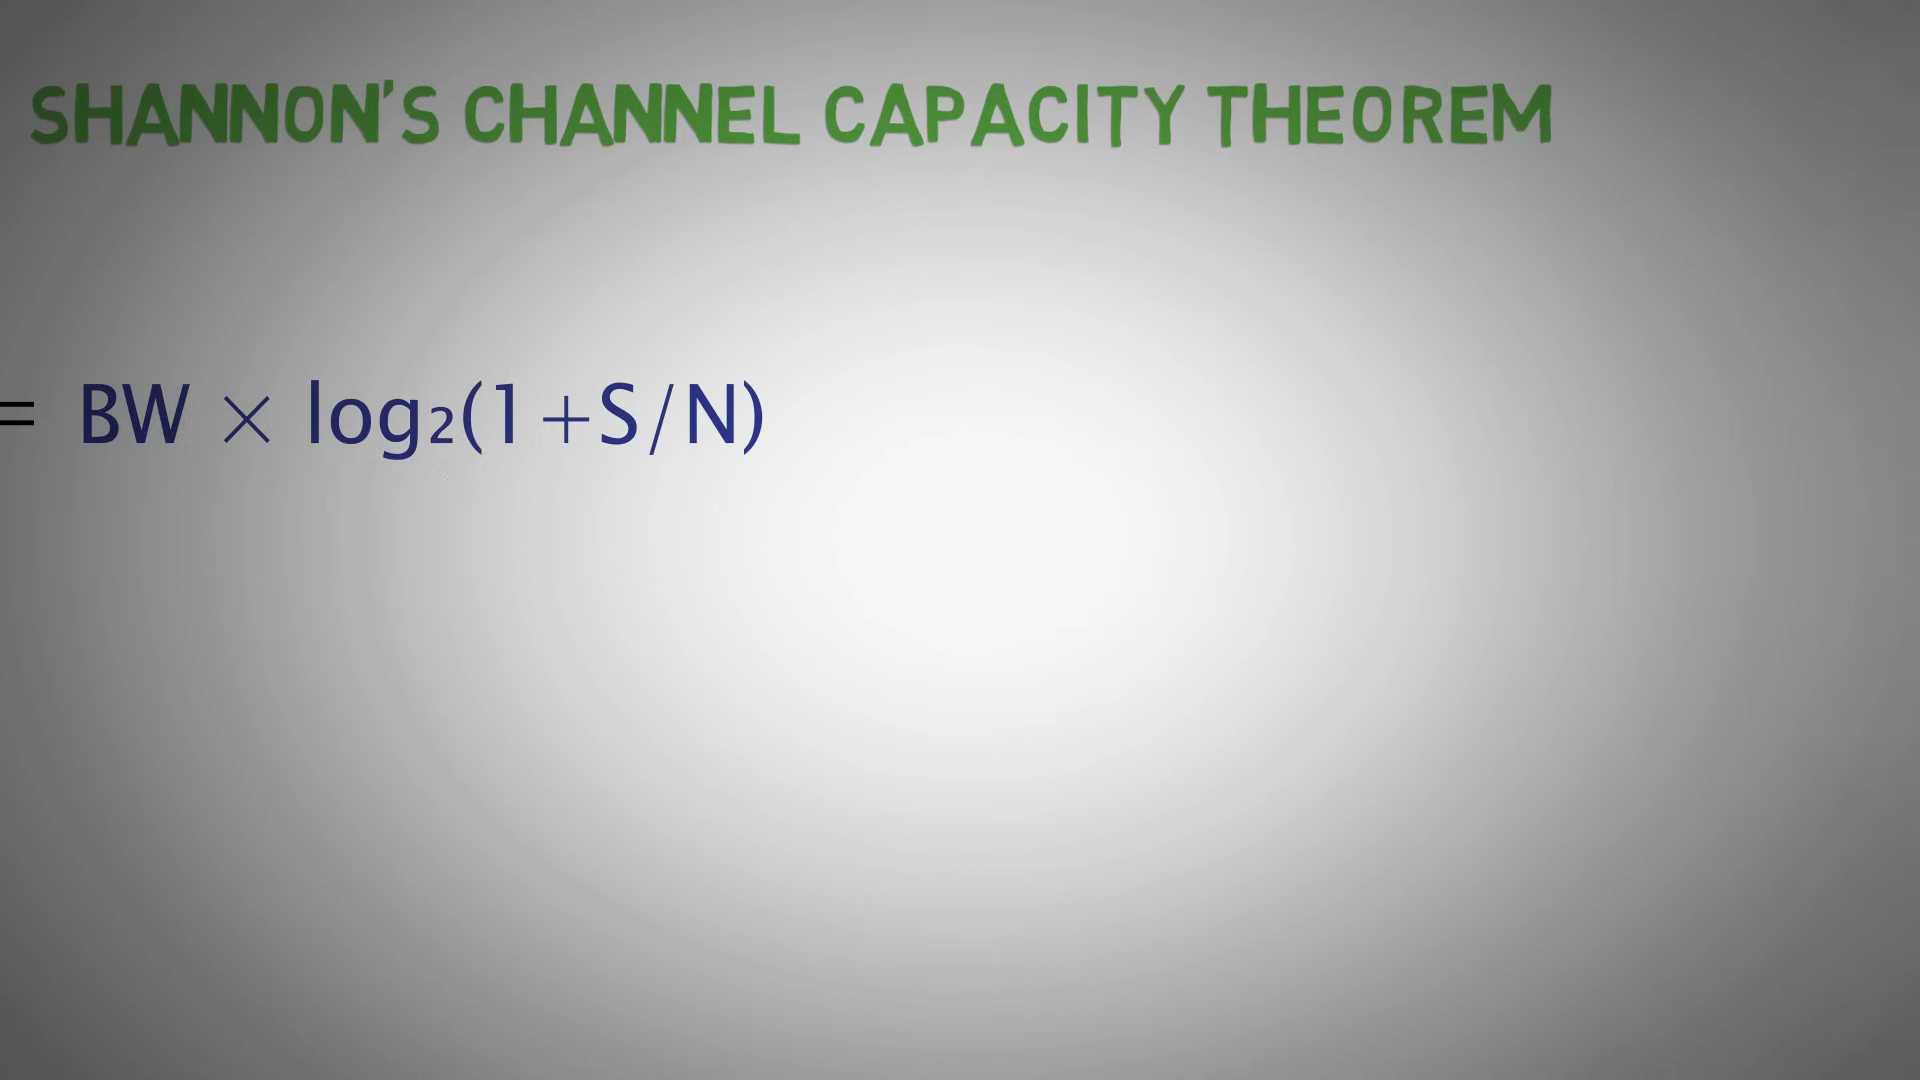 SHANNON'S CHANNEL CAPACITY THEOREM
= BW × log₂(1+S/N)